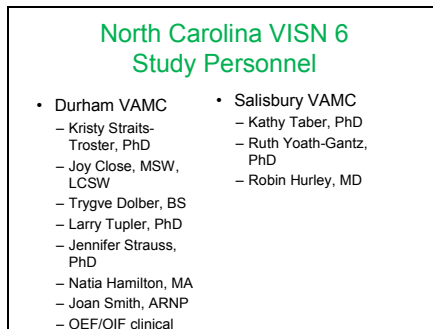 North Carolina VISN 6
Study Personnel
• Durham VAMC
– Kristy Straits-
Troster, PhD
– Joy Close, MSW,
LCSW
– Trygve Dolber, BS
– Larry Tupler, PhD
– Jennifer Strauss,
PhD
– Natia Hamilton, MA
– Joan Smith, ARNP
– OEF/OIF clinical
• Salisbury VAMC
– Kathy Taber, PhD
– Ruth Yoath-Gantz,
PhD
– Robin Hurley, MD